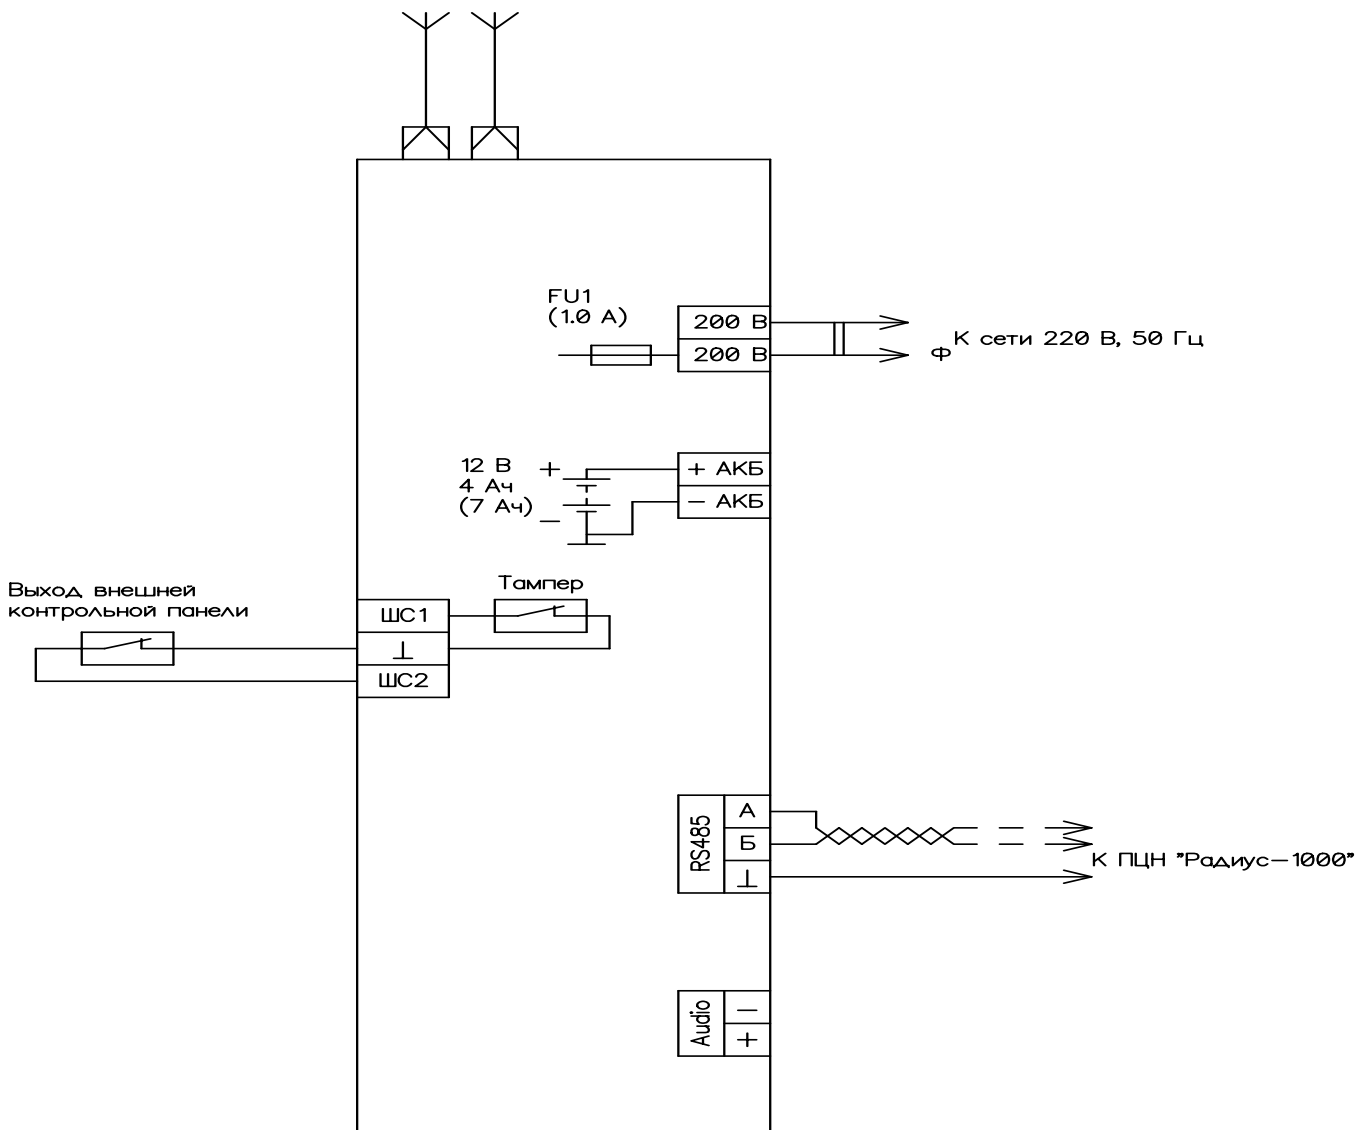 FU1
(1.0 А)
200 В
200 В
Ф
К сети 220 В, 50 Гц
12 В
4 Ач
(7 Ач)
+
–
+ АКБ
– АКБ
Выход внешней
контрольной панели
ШС1
⊥
ШС2
Тампер
RS485
А
Б
⊥
К ПЦН "Радиус–1000"
Audio
–
+